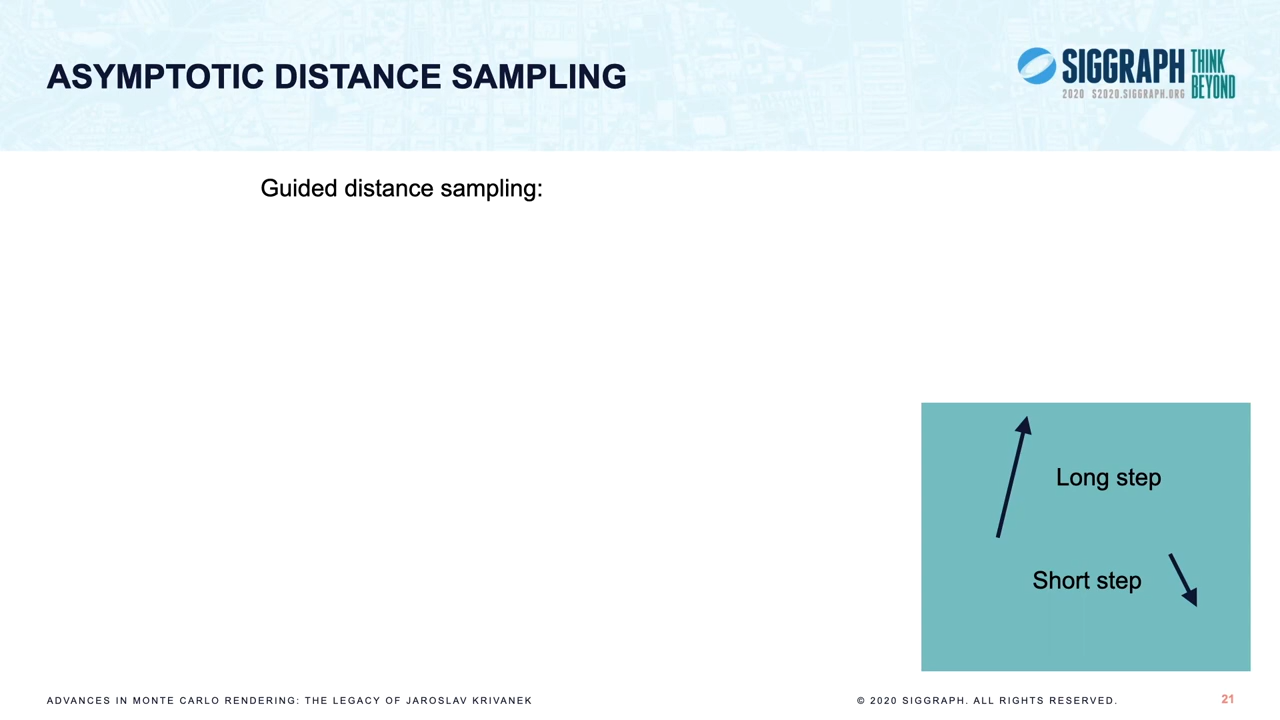 ASYMPTOTIC DISTANCE SAMPLING
SIGGRAPH
THINK
BEYOND
2020 S2020.SIGGRAPH.ORG
Guided distance sampling:
Long step
Short step
ADVANCES IN MONTE CARLO RENDERING: THE LEGACY OF JAROSLAV KRIVANEK
© 2020 SIGGRAPH. ALL RIGHTS RESERVED.
21